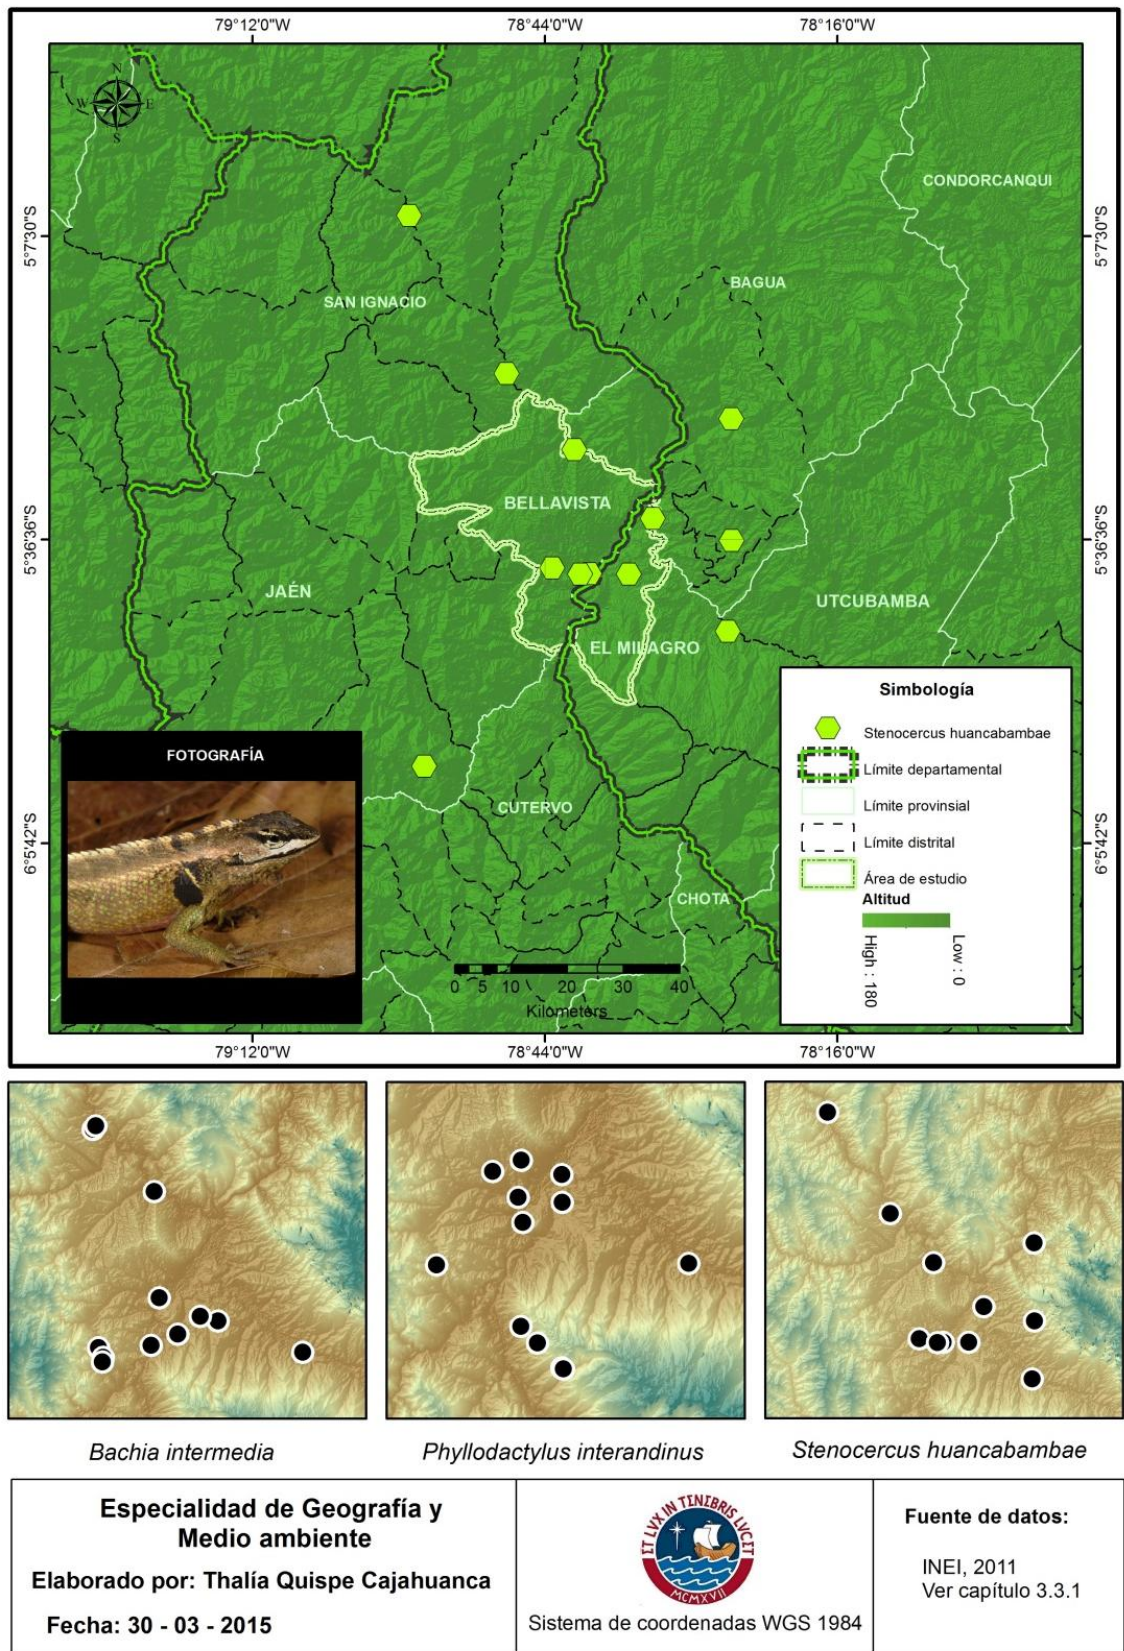 79°12'0"W
78°44'0"W
78°16'0"W
N
W
E
S
CONDORCANQUI
5°7'30"S
5°7'30"S
BAGUA
SAN IGNACIO
BELLAVISTA
5°36'36"S
5°36'36"S
JAÉN
UTCUBAMBA
EL MILAGRO
Simbología
Stenocercus huancabambae
Límite departamental
Límite provinsial
Límite distrital
Área de estudio
Altitud
High : 180
Low : 0
FOTOGRAFÍA
CUTERVO
6°5'42"S
6°5'42"S
CHOTA
0 5 10 20 30 40
Kilometers
79°12'0"W
78°44'0"W
78°16'0"W
Bachia intermedia
Phyllodactylus interandinus
Stenocercus huancabambae
Especialidad de Geografía y
Medio ambiente
Elaborado por: Thalía Quispe Cajahuanca
Fecha: 30 - 03 - 2015
ET LVX IN TENEBRIS LVCET
MCMXVII
Sistema de coordenadas WGS 1984
Fuente de datos:
INEI, 2011
Ver capítulo 3.3.1